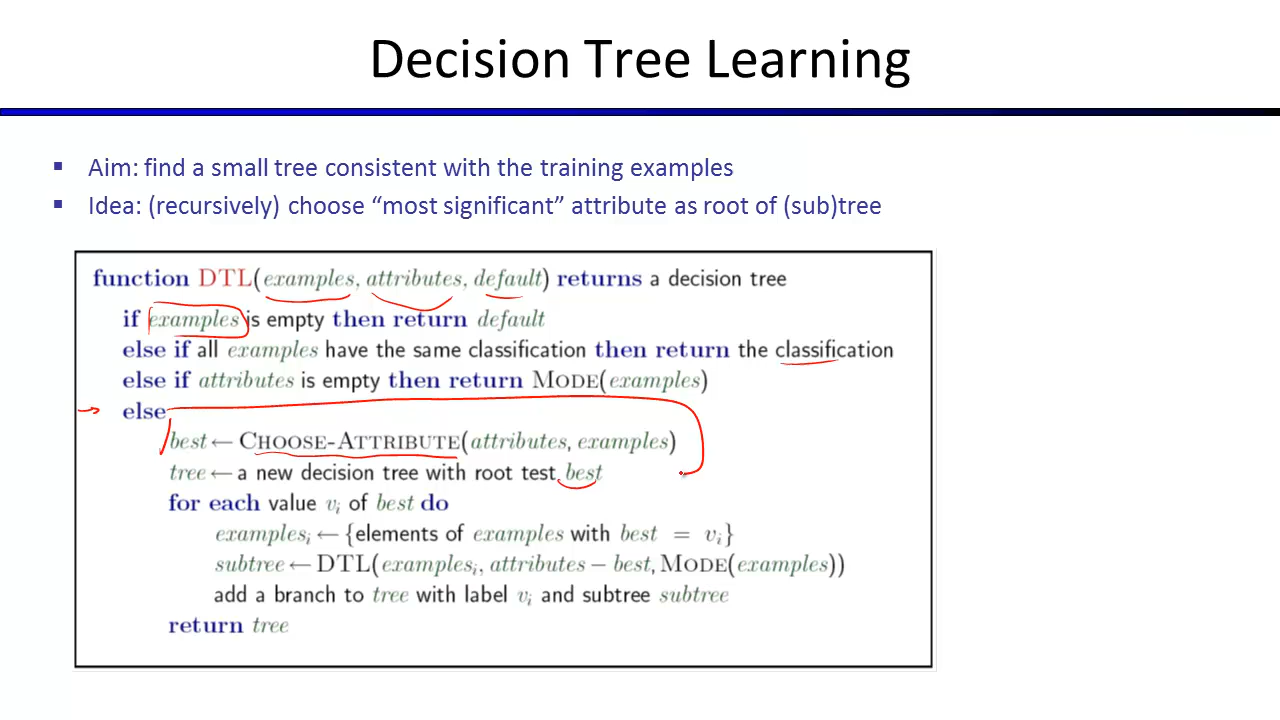 Decision Tree Learning
▪ Aim: find a small tree consistent with the training examples
▪ Idea: (recursively) choose “most significant” attribute as root of (sub)tree
function DTL(examples, attributes, default) returns a decision tree
if examples is empty then return default
else if all examples have the same classification then return the classification
else if attributes is empty then return MODE(examples)
else
best ← CHOOSE-ATTRIBUTE(attributes, examples)
tree ← a new decision tree with root test best
for each value vᵢ of best do
examplesᵢ ← {elements of examples with best = vᵢ}
subtree ← DTL(examplesᵢ, attributes − best, MODE(examples))
add a branch to tree with label vᵢ and subtree subtree
return tree